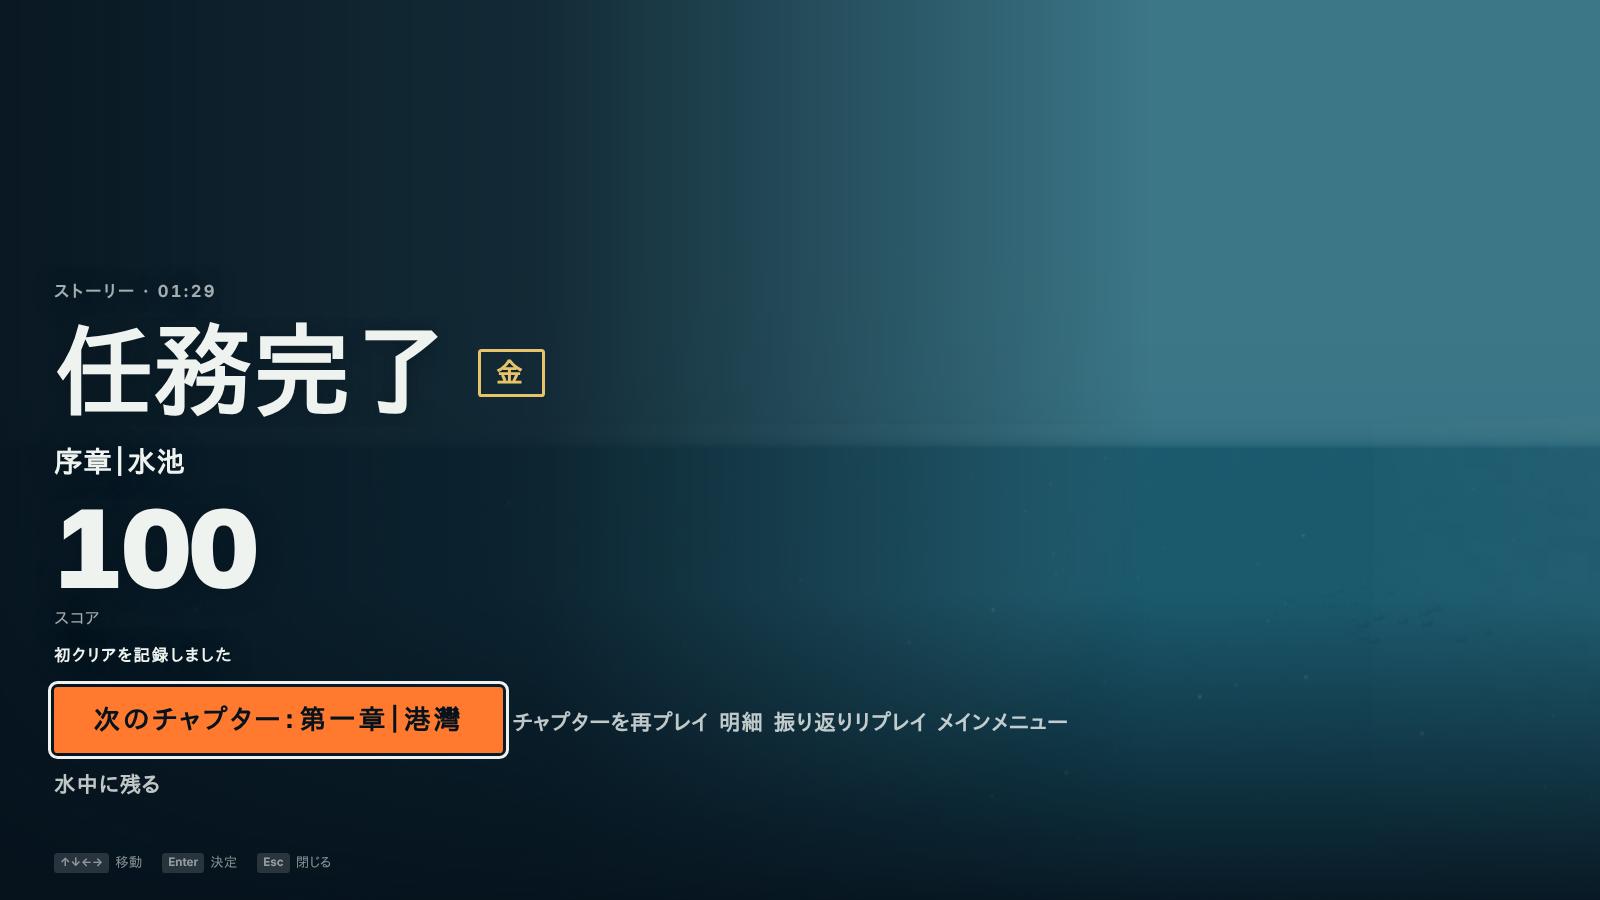 ストーリー · 01:29
任務完了 金
序章|水池
100
スコア
初クリアを記録しました
次のチャプター:第一章|港灣 チャプターを再プレイ 明細 振り返りリプレイ メインメニュー
水中に残る
↑↓←→ 移動 Enter 決定 Esc 閉じる